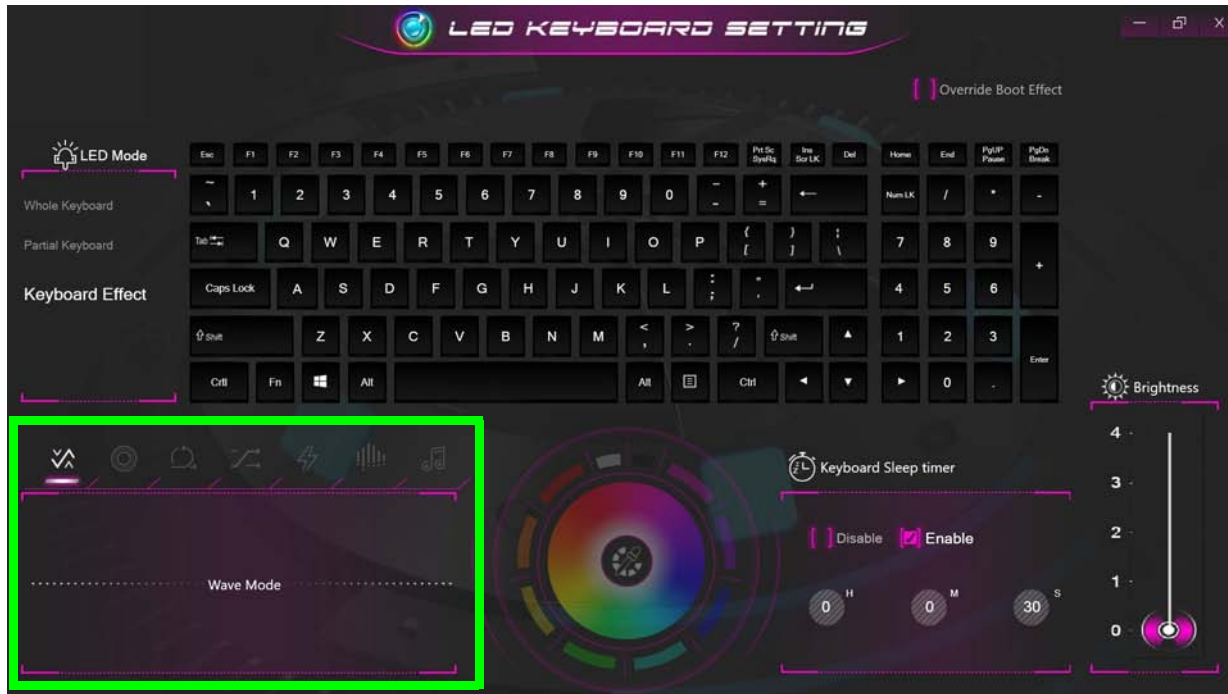 LED KEYBOARD SETTING
Override Boot Effect
LED Mode
Whole Keyboard
Partial Keyboard
Keyboard Effect
Esc F1 F2 F3 F4 F5 F6 F7 F8 F9 F10 F11 F12 Prt Sc SysRq Ins Scr LK Del Home End PgUP Pause PgDn Break
~ ` 1 2 3 4 5 6 7 8 9 0 - - + = ← Num LK / * -
Tab Q W E R T Y U I O P { [ } ] ¦ \ 7 8 9 +
Caps Lock A S D F G H J K L : ; " ' 4 5 6
Shift Z X C V B N M < , > . ? / Shift ▲ 1 2 3 Enter
Crtl Fn Alt Alt Ctrl ◄ ▼ ► 0 .
Wave Mode
Keyboard Sleep timer
Disable Enable
0 H 0 M 30 S
Brightness
4
3
2
1
0